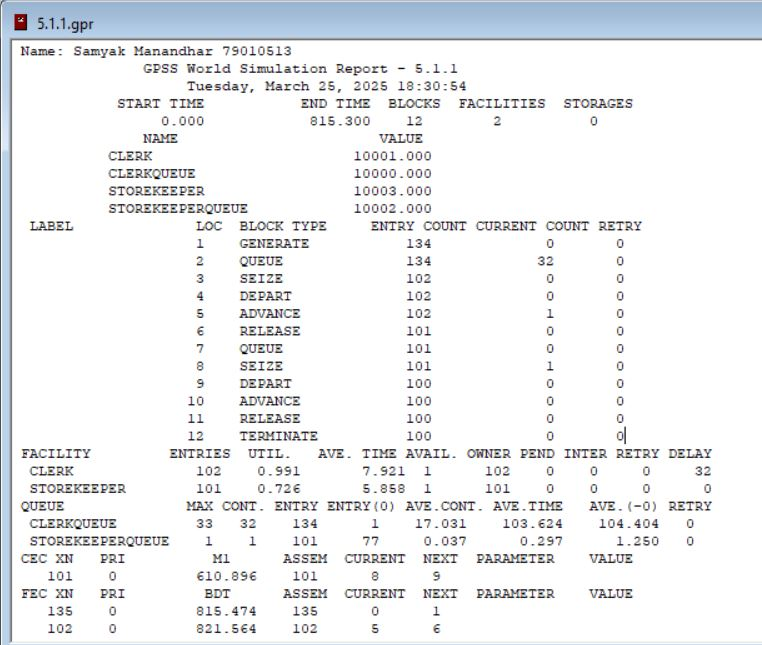 5.1.1.gpr
Name: Samyak Manandhar 79010513
GPSS World Simulation Report - 5.1.1
Tuesday, March 25, 2025 18:30:54
START TIME END TIME BLOCKS FACILITIES STORAGES
0.000 815.300 12 2 0
NAME VALUE
CLERK 10001.000
CLERKQUEUE 10000.000
STOREKEEPER 10003.000
STOREKEEPERQUEUE 10002.000
LABEL LOC BLOCK TYPE ENTRY COUNT CURRENT COUNT RETRY
1 GENERATE 134 0 0
2 QUEUE 134 32 0
3 SEIZE 102 0 0
4 DEPART 102 0 0
5 ADVANCE 102 1 0
6 RELEASE 101 0 0
7 QUEUE 101 0 0
8 SEIZE 101 1 0
9 DEPART 100 0 0
10 ADVANCE 100 0 0
11 RELEASE 100 0 0
12 TERMINATE 100 0 0
FACILITY ENTRIES UTIL. AVE. TIME AVAIL. OWNER PEND INTER RETRY DELAY
CLERK 102 0.991 7.921 1 102 0 0 0 32
STOREKEEPER 101 0.726 5.858 1 101 0 0 0 0
QUEUE MAX CONT. ENTRY ENTRY(0) AVE.CONT. AVE.TIME AVE.(-0) RETRY
CLERKQUEUE 33 32 134 1 17.031 103.624 104.404 0
STOREKEEPERQUEUE 1 1 101 77 0.037 0.297 1.250 0
CEC XN PRI M1 ASSEM CURRENT NEXT PARAMETER VALUE
101 0 610.896 101 8 9
FEC XN PRI BDT ASSEM CURRENT NEXT PARAMETER VALUE
135 0 815.474 135 0 1
102 0 821.564 102 5 6